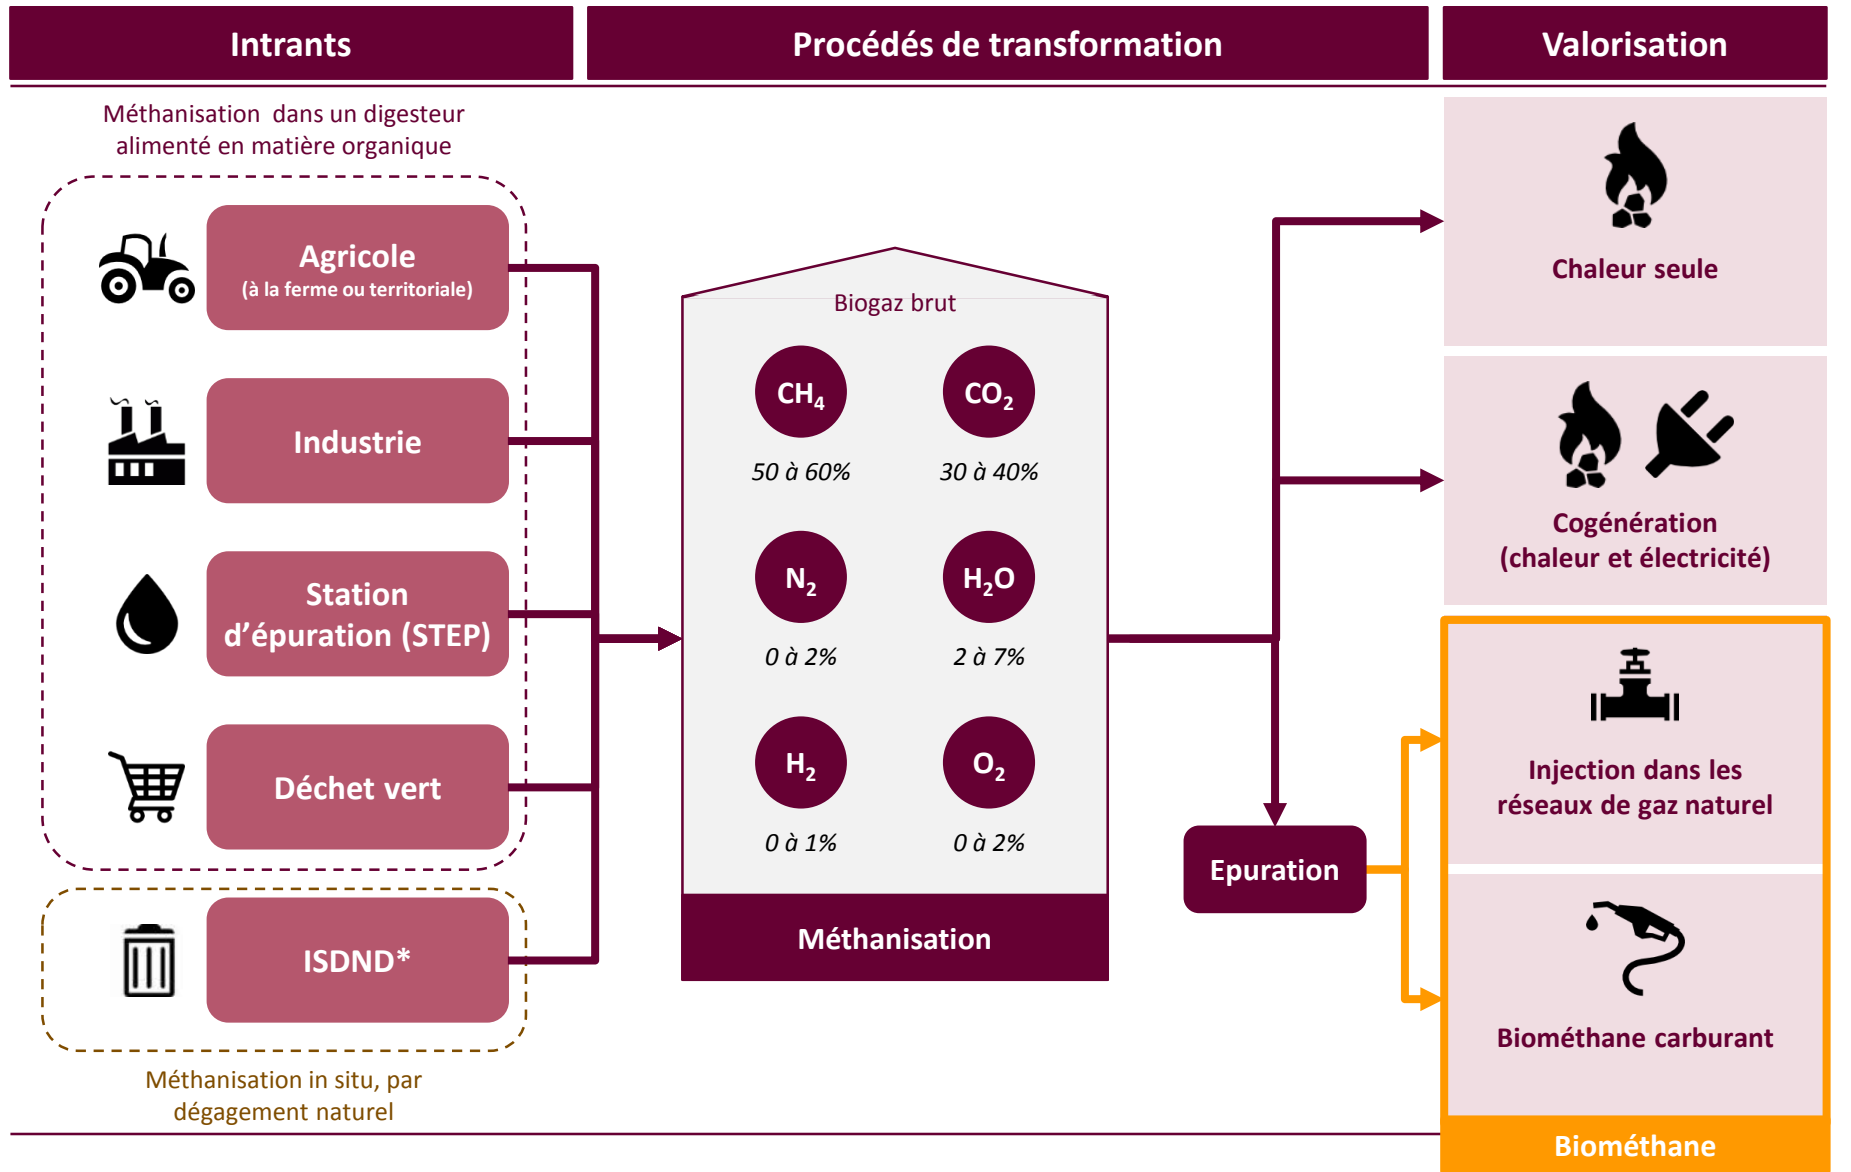 Intrants
Procédés de transformation
Valorisation
Méthanisation dans un digesteur
alimenté en matière organique
Agricole
(à la ferme ou territoriale)
Industrie
Station
d'épuration (STEP)
Déchet vert
ISDND*
Méthanisation in situ, par
dégagement naturel
Biogaz brut
CH₄
CO₂
50 à 60%
30 à 40%
N₂
H₂O
0 à 2%
2 à 7%
H₂
O₂
0 à 1%
0 à 2%
Méthanisation
Epuration
Chaleur seule
Cogénération
(chaleur et électricité)
Injection dans les
réseaux de gaz naturel
Biométhane carburant
Biométhane